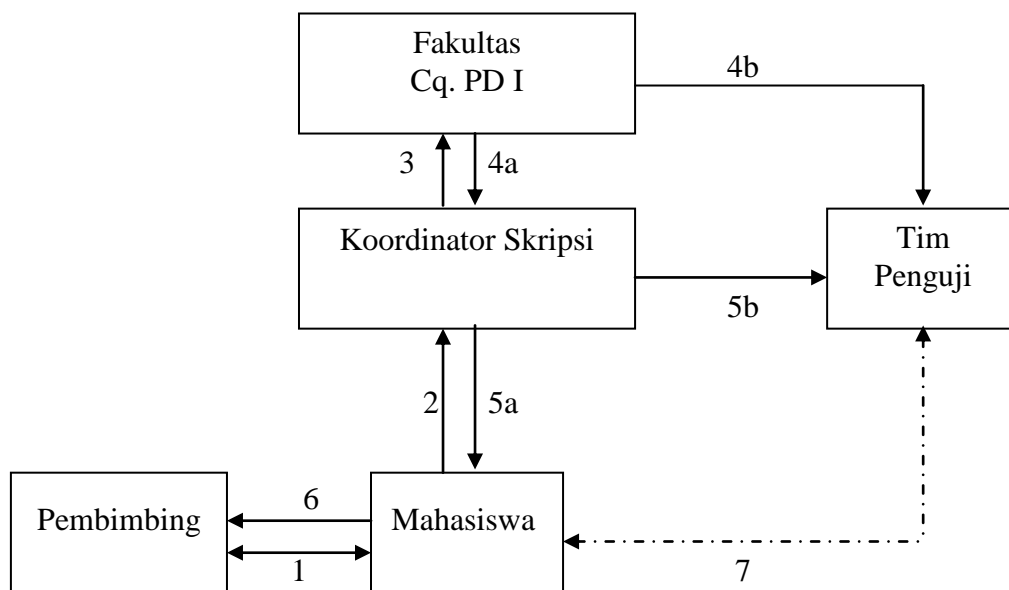 Fakultas
Cq. PD I
4b
3
4a
Koordinator Skripsi
Tim
Penguji
5b
2
5a
Pembimbing
6
Mahasiswa
1
7